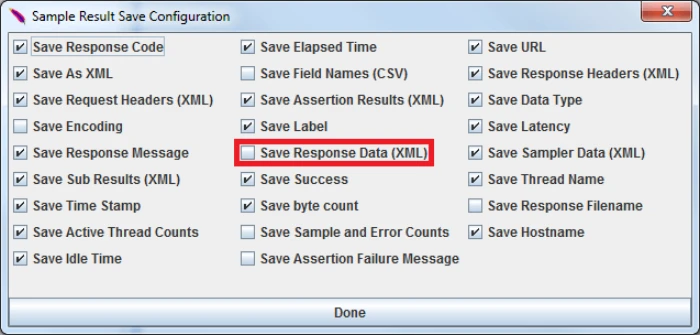 Sample Result Save Configuration
Save Response Code
Save Elapsed Time
Save URL
Save As XML
Save Field Names (CSV)
Save Response Headers (XML)
Save Request Headers (XML)
Save Assertion Results (XML)
Save Data Type
Save Encoding
Save Label
Save Latency
Save Response Message
Save Response Data (XML)
Save Sampler Data (XML)
Save Sub Results (XML)
Save Success
Save Thread Name
Save Time Stamp
Save byte count
Save Response Filename
Save Active Thread Counts
Save Sample and Error Counts
Save Hostname
Save Idle Time
Save Assertion Failure Message
Done